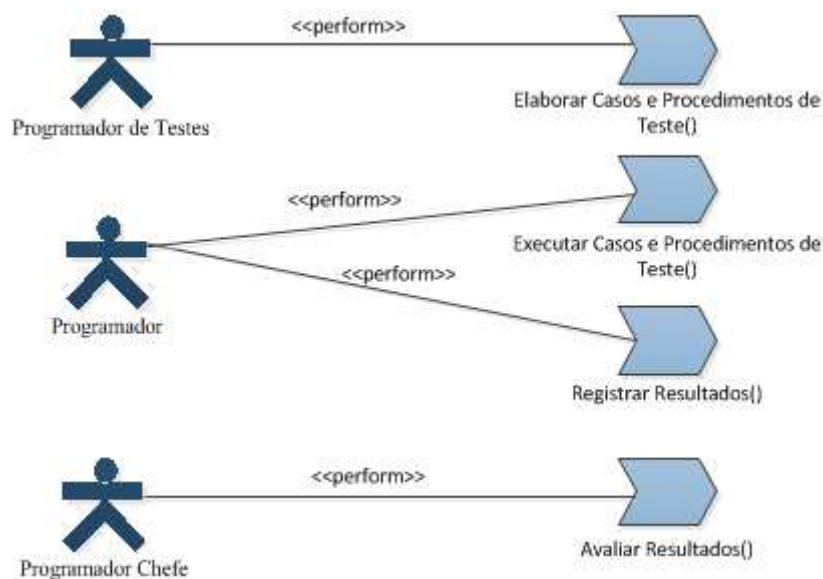 <<perform>>
Programador de Testes
Elaborar Casos e Procedimentos de
Teste()
<<perform>>
Executar Casos e Procedimentos de
Teste()
<<perform>>
Programador
Registrar Resultados()
<<perform>>
Programador Chefe
Avaliar Resultados()